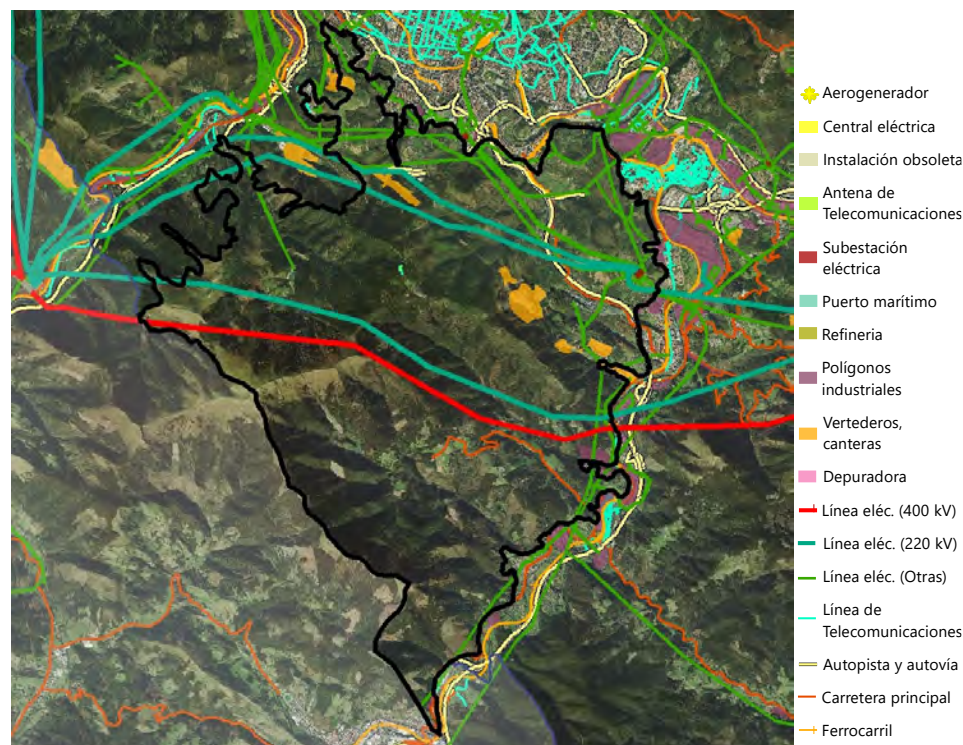 Aerogenerador
Central eléctrica
Instalación obsoleta
Antena de
Telecomunicaciones
Subestación
eléctrica
Puerto marítimo
Refineria
Polígonos
industriales
Vertederos,
canteras
Depuradora
Línea eléc. (400 kV)
Línea eléc. (220 kV)
Línea eléc. (Otras)
Línea de
Telecomunicaciones
Autopista y autovía
Carretera principal
Ferrocarril